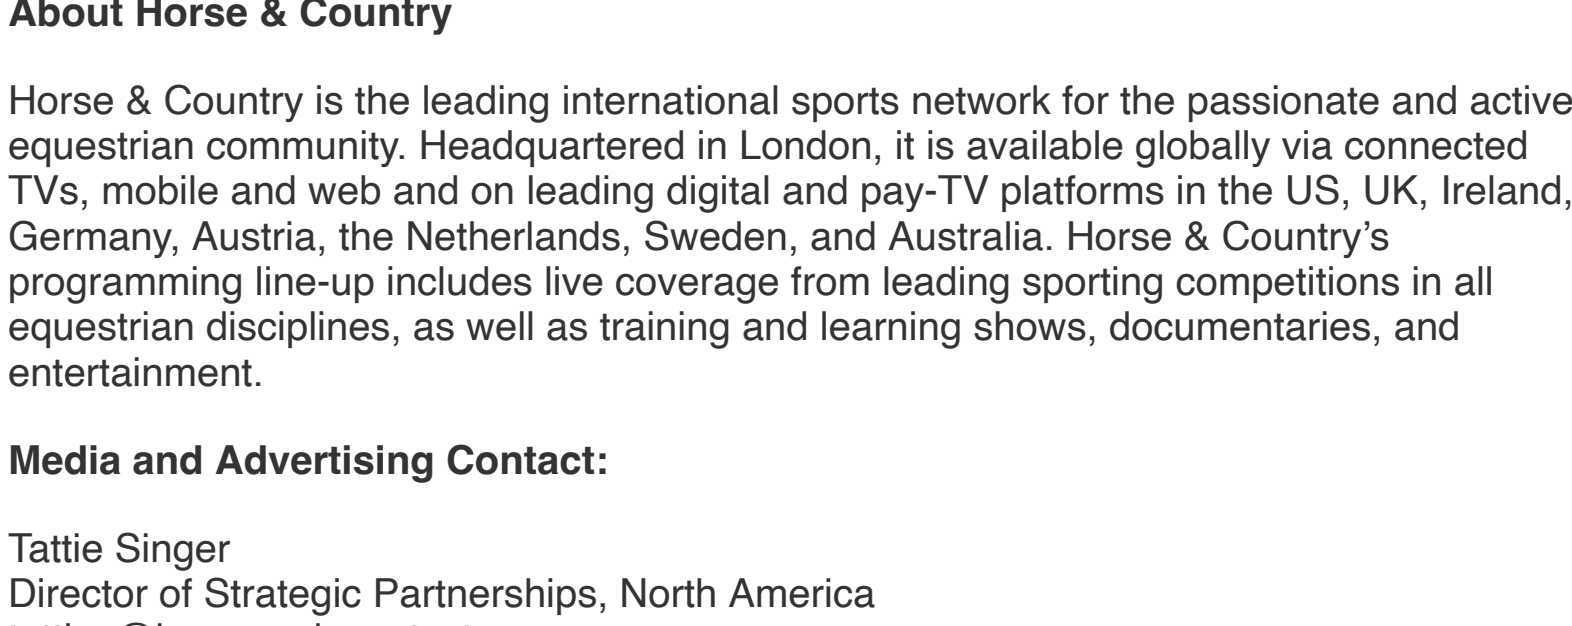 About Horse & Country
Horse & Country is the leading international sports network for the passionate and active
equestrian community. Headquartered in London, it is available globally via connected
TVs, mobile and web and on leading digital and pay-TV platforms in the US, UK, Ireland,
Germany, Austria, the Netherlands, Sweden, and Australia. Horse & Country’s
programming line-up includes live coverage from leading sporting competitions in all
equestrian disciplines, as well as training and learning shows, documentaries, and
entertainment.
Media and Advertising Contact:
Tattie Singer
Director of Strategic Partnerships, North America